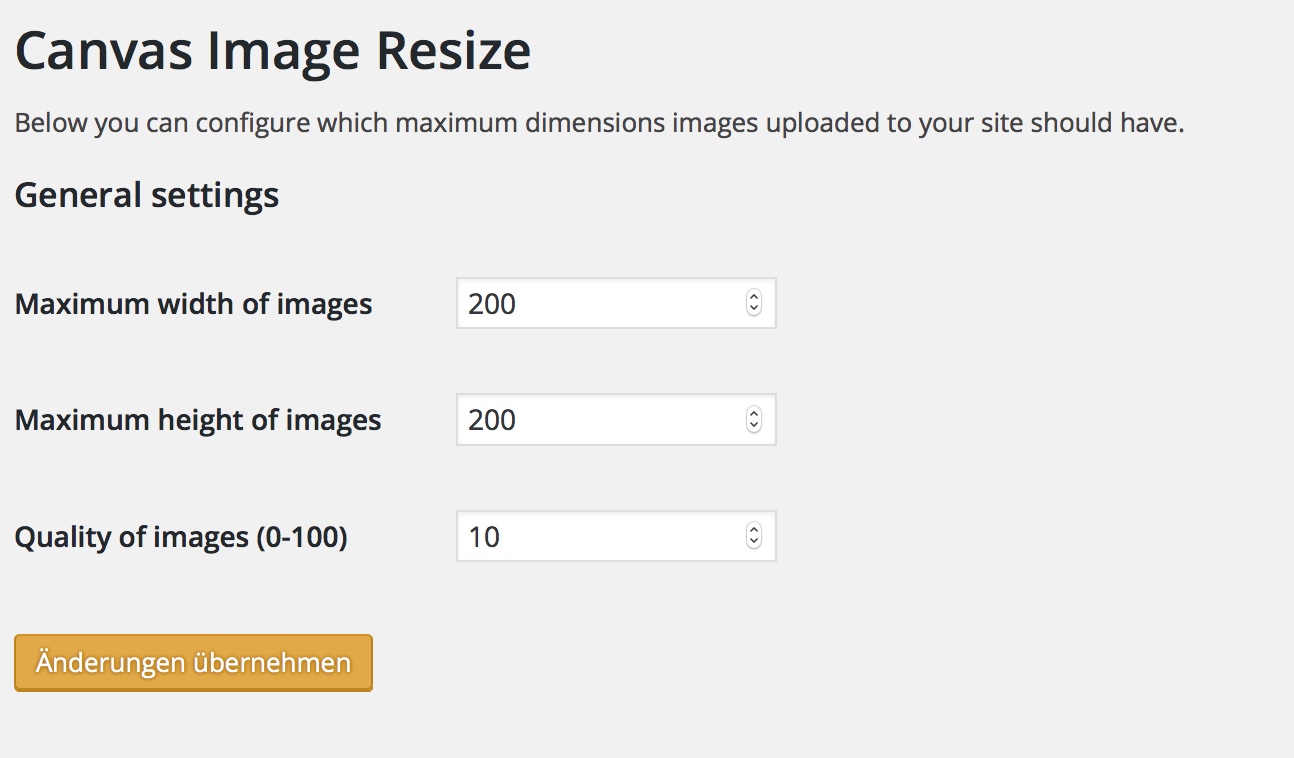 Canvas Image Resize
Below you can configure which maximum dimensions images uploaded to your site should have.
General settings
Maximum width of images 200
Maximum height of images 200
Quality of images (0-100) 10
Änderungen übernehmen